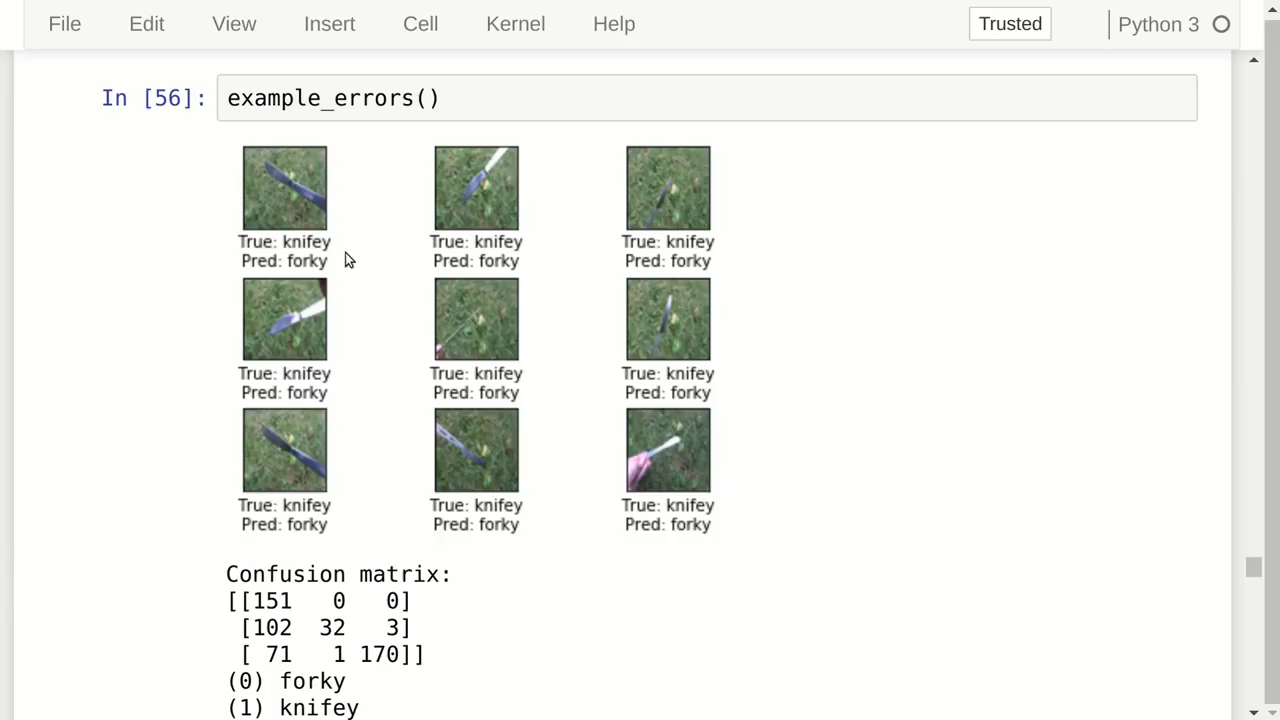 File Edit View Insert Cell Kernel Help Trusted Python 3
In [56]: example_errors()
True: knifey True: knifey True: knifey
Pred: forky Pred: forky Pred: forky
True: knifey True: knifey True: knifey
Pred: forky Pred: forky Pred: forky
True: knifey True: knifey True: knifey
Pred: forky Pred: forky Pred: forky
Confusion matrix:
[[151 0 0]
[102 32 3]
[ 71 1 170]]
(0) forky
(1) knifey